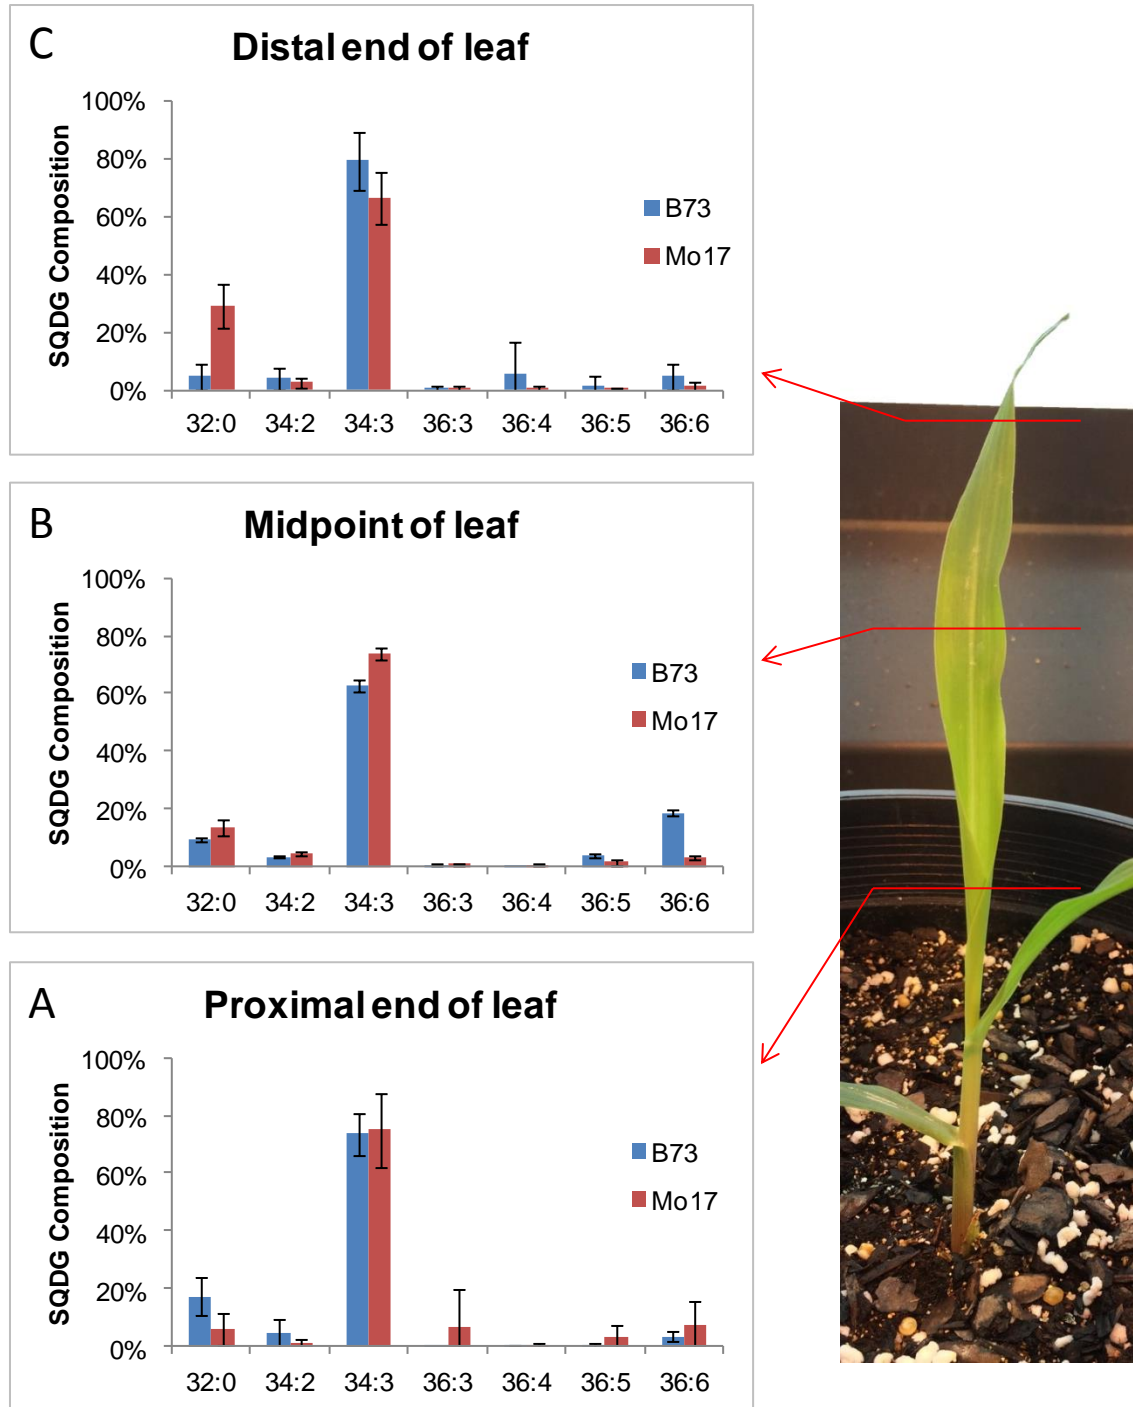 C
Distal end of leaf
SQDG Composition
100%
80%
60%
40%
20%
0%
B73
Mo17
32:0 34:2 34:3 36:3 36:4 36:5 36:6
B
Midpoint of leaf
SQDG Composition
100%
80%
60%
40%
20%
0%
B73
Mo17
32:0 34:2 34:3 36:3 36:4 36:5 36:6
A
Proximal end of leaf
SQDG Composition
100%
80%
60%
40%
20%
0%
B73
Mo17
32:0 34:2 34:3 36:3 36:4 36:5 36:6